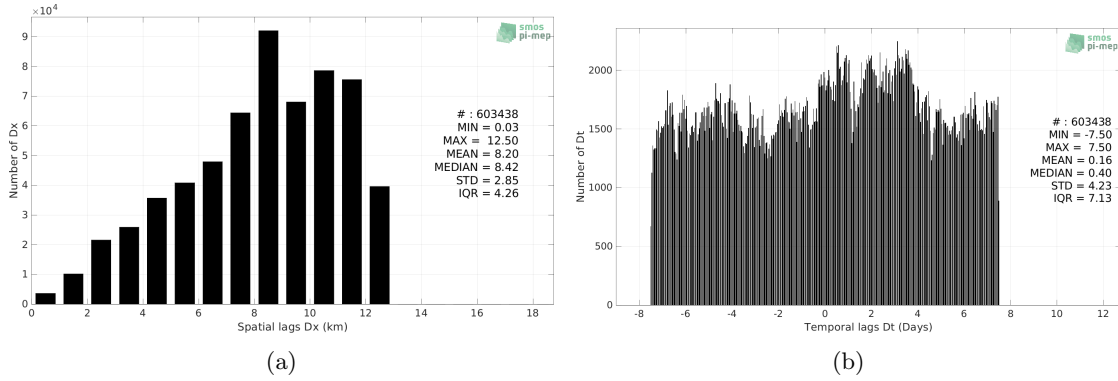 ×10⁴
9
8
7
6
5
4
3
2
1
0
Number of Dx
0 2 4 6 8 10 12 14 16 18
Spatial lags Dx (km)
smos
pi-mep
# : 603438
MIN = 0.03
MAX = 12.50
MEAN = 8.20
MEDIAN = 8.42
STD = 2.85
IQR = 4.26
(a)
2000
1500
1000
500
0
Number of Dt
-8 -6 -4 -2 0 2 4 6 8 10 12
Temporal lags Dt (Days)
smos
pi-mep
# : 603438
MIN = -7.50
MAX = 7.50
MEAN = 0.16
MEDIAN = 0.40
STD = 4.23
IQR = 7.13
(b)